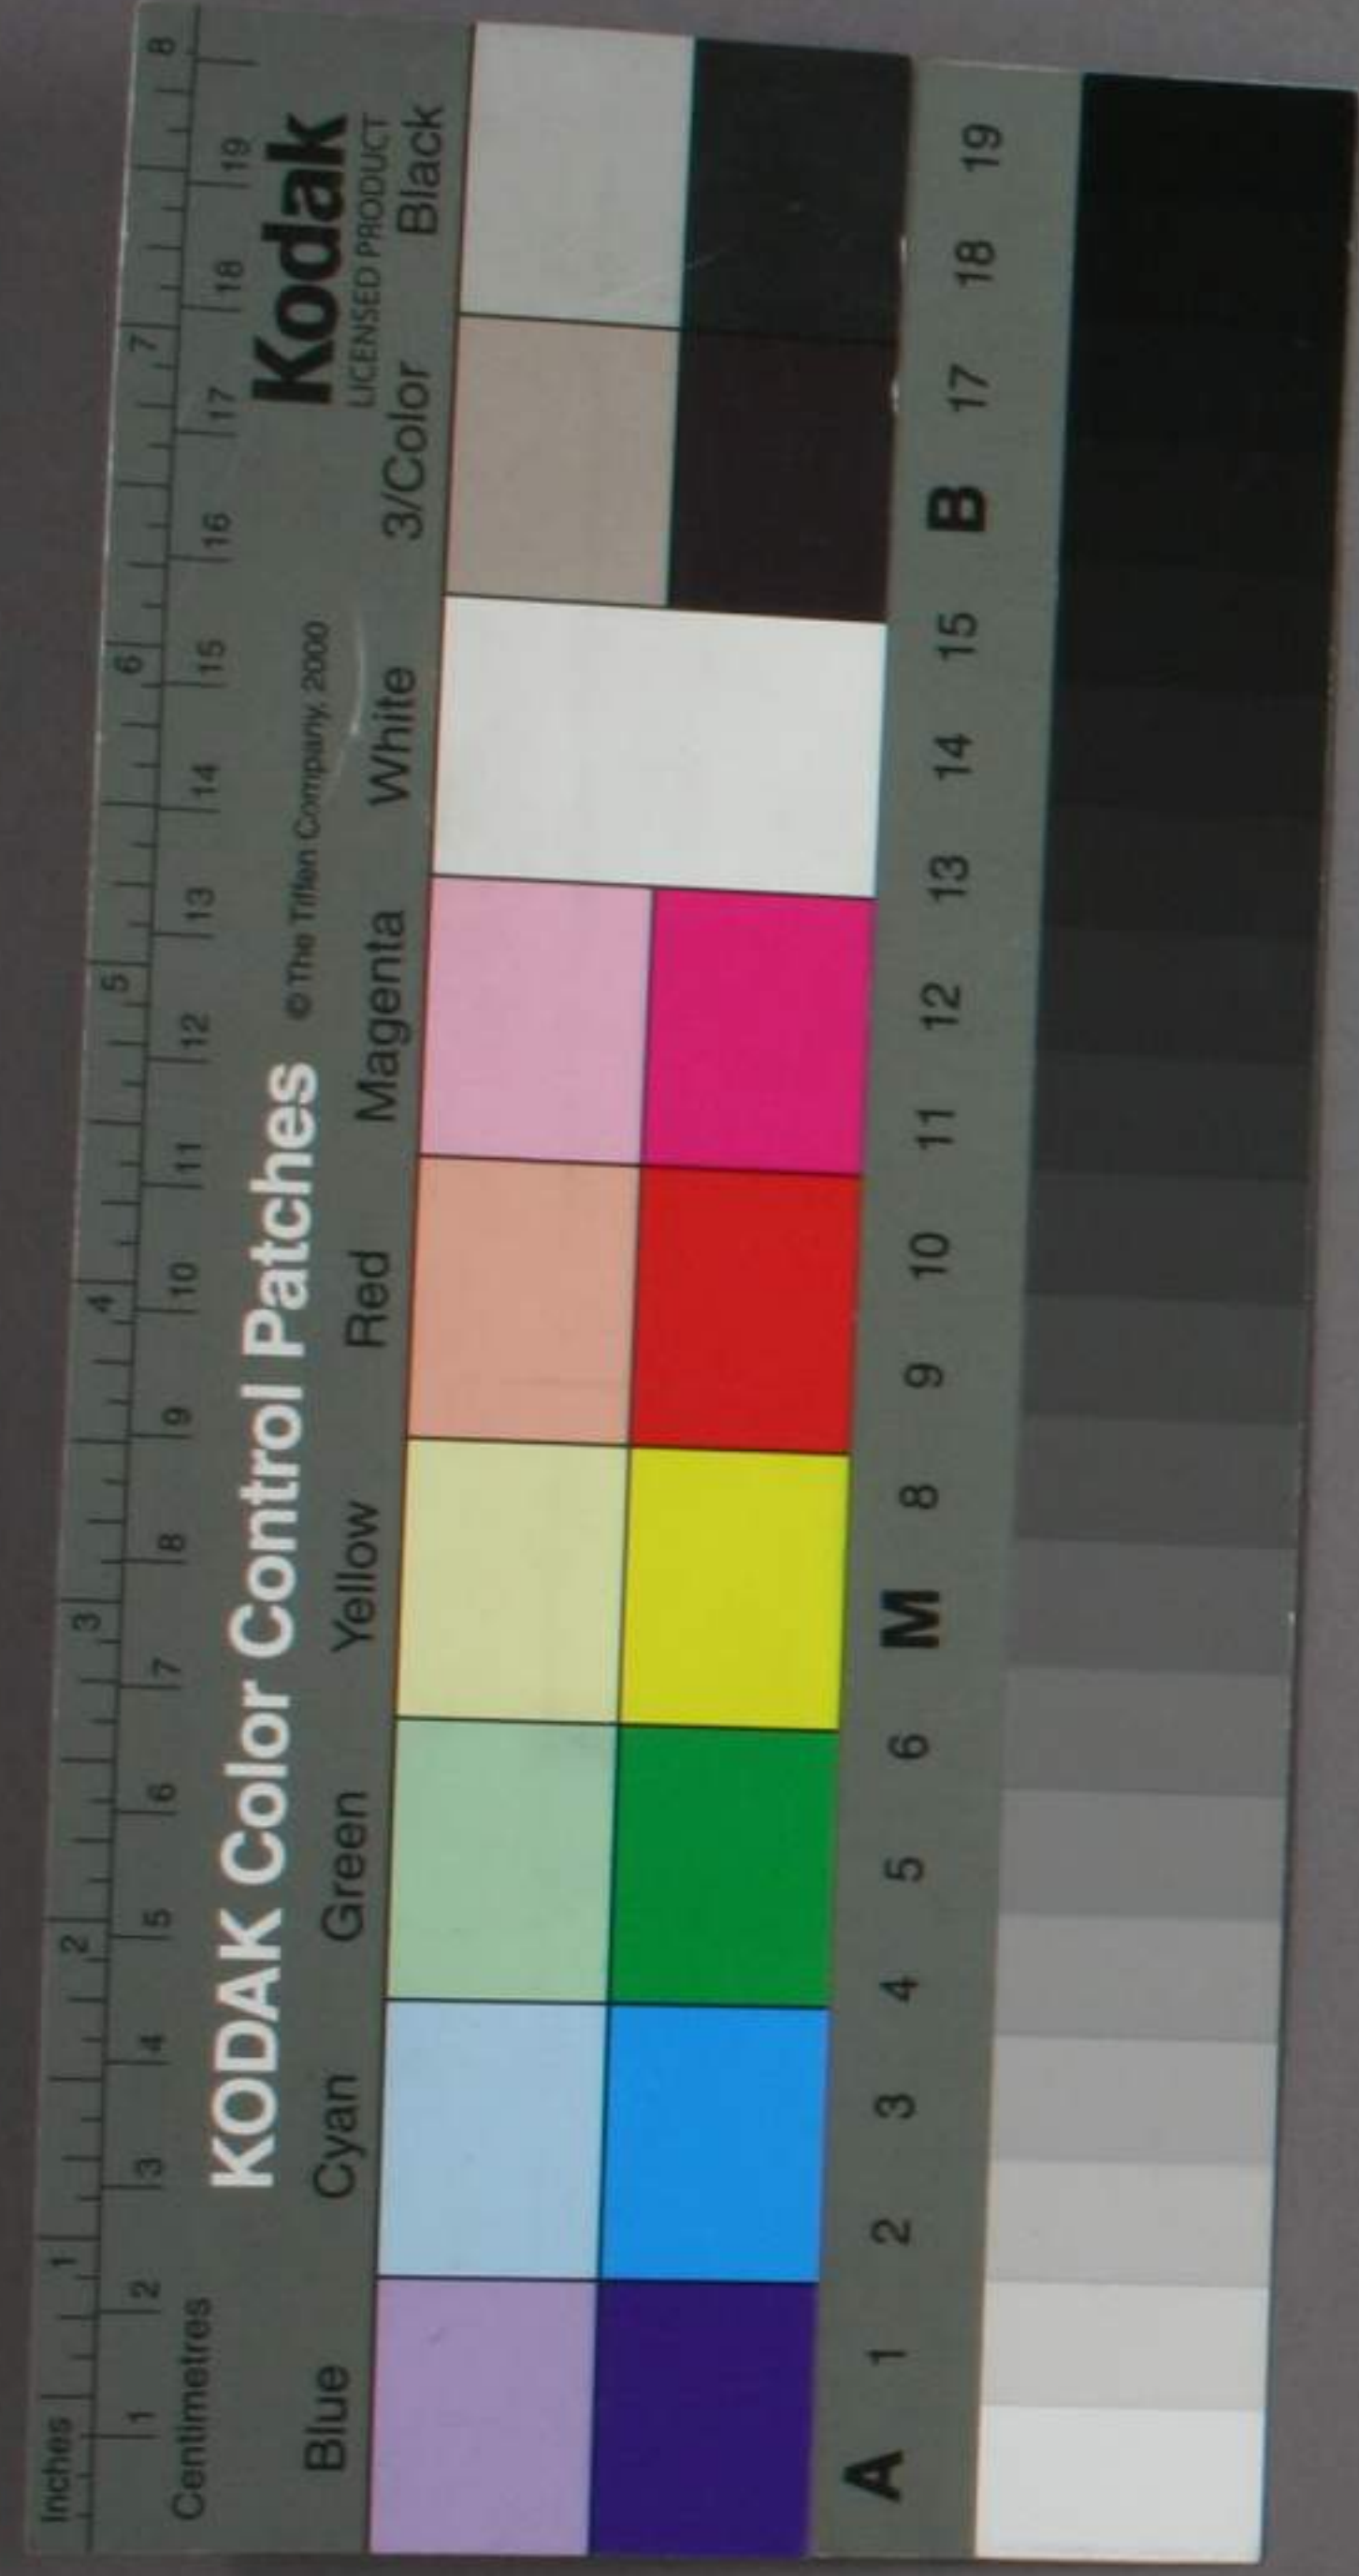 Inches 1 2 3 4 5 6 7 8
1 2 3 4 5 6 7 8 9 10 11 12 13 14 15 16 17 18 19
Centimetres
KODAK Color Control Patches © The Tiffen Company, 2000 Kodak
LICENSED PRODUCT
Blue Cyan Green Yellow Red Magenta White 3/Color Black
A 1 2 3 4 5 6 M 8 9 10 11 12 13 14 15 B 17 18 19